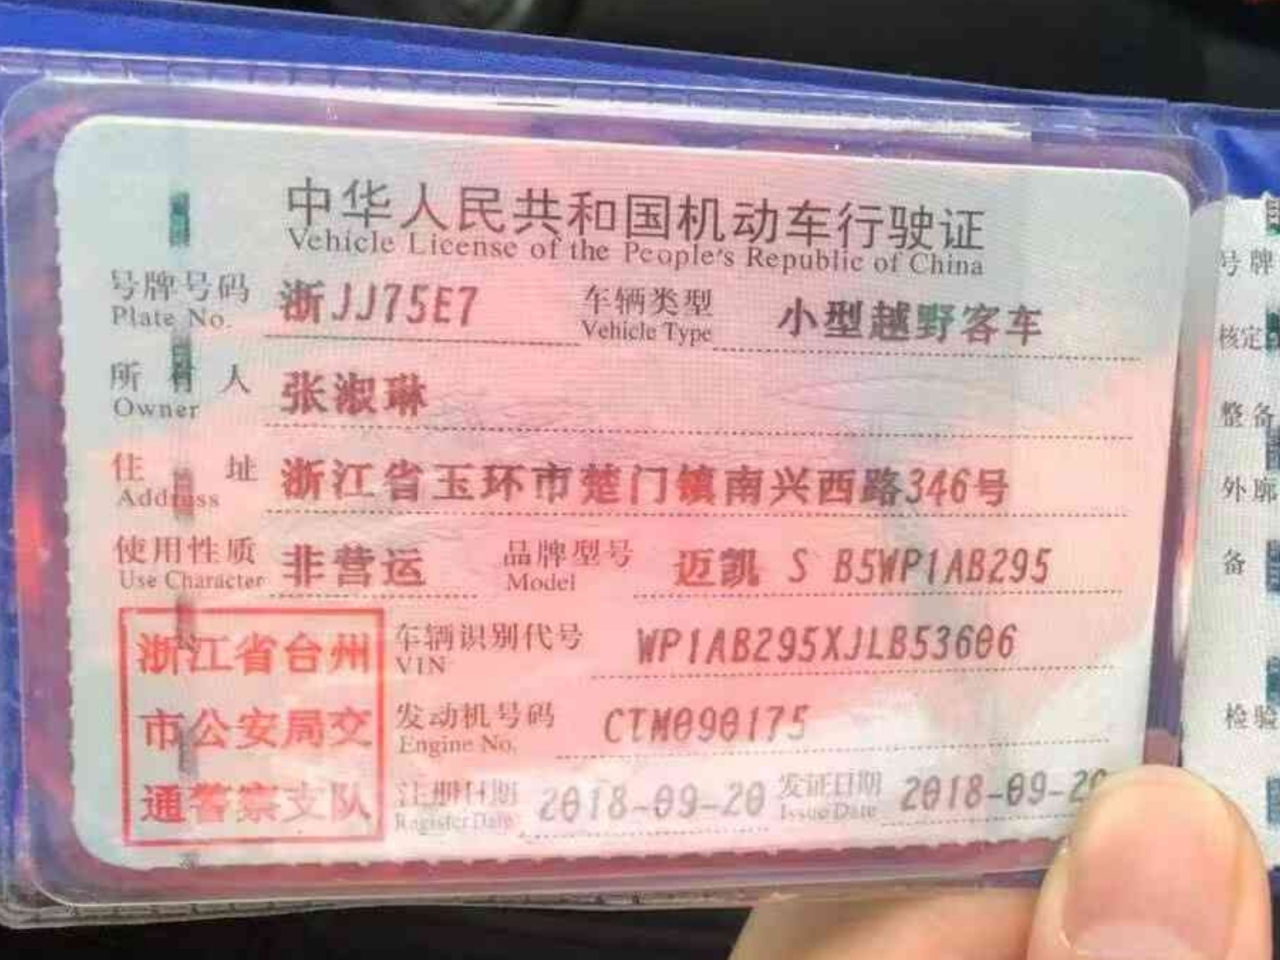 中华人民共和国机动车行驶证
Vehicle License of the People's Republic of China
号牌号码 浙JJ75E7 车辆类型 小型越野客车
Plate No. Vehicle Type
所有人 张淑琳
Owner
住址 浙江省玉环市楚门镇南兴西路346号
Address
使用性质 非营运 品牌型号 迈凯 S B5WP1AB295
Use Character Model
浙江省台州
市公安局交
通警察支队
车辆识别代号 WP1AB295XJLB53606
VIN
发动机号码 CTM090175
Engine No.
注册日期 2018-09-20 发证日期 2018-09-20
Register Date Issue Date
号牌
核定
整备
外廓
备
检验